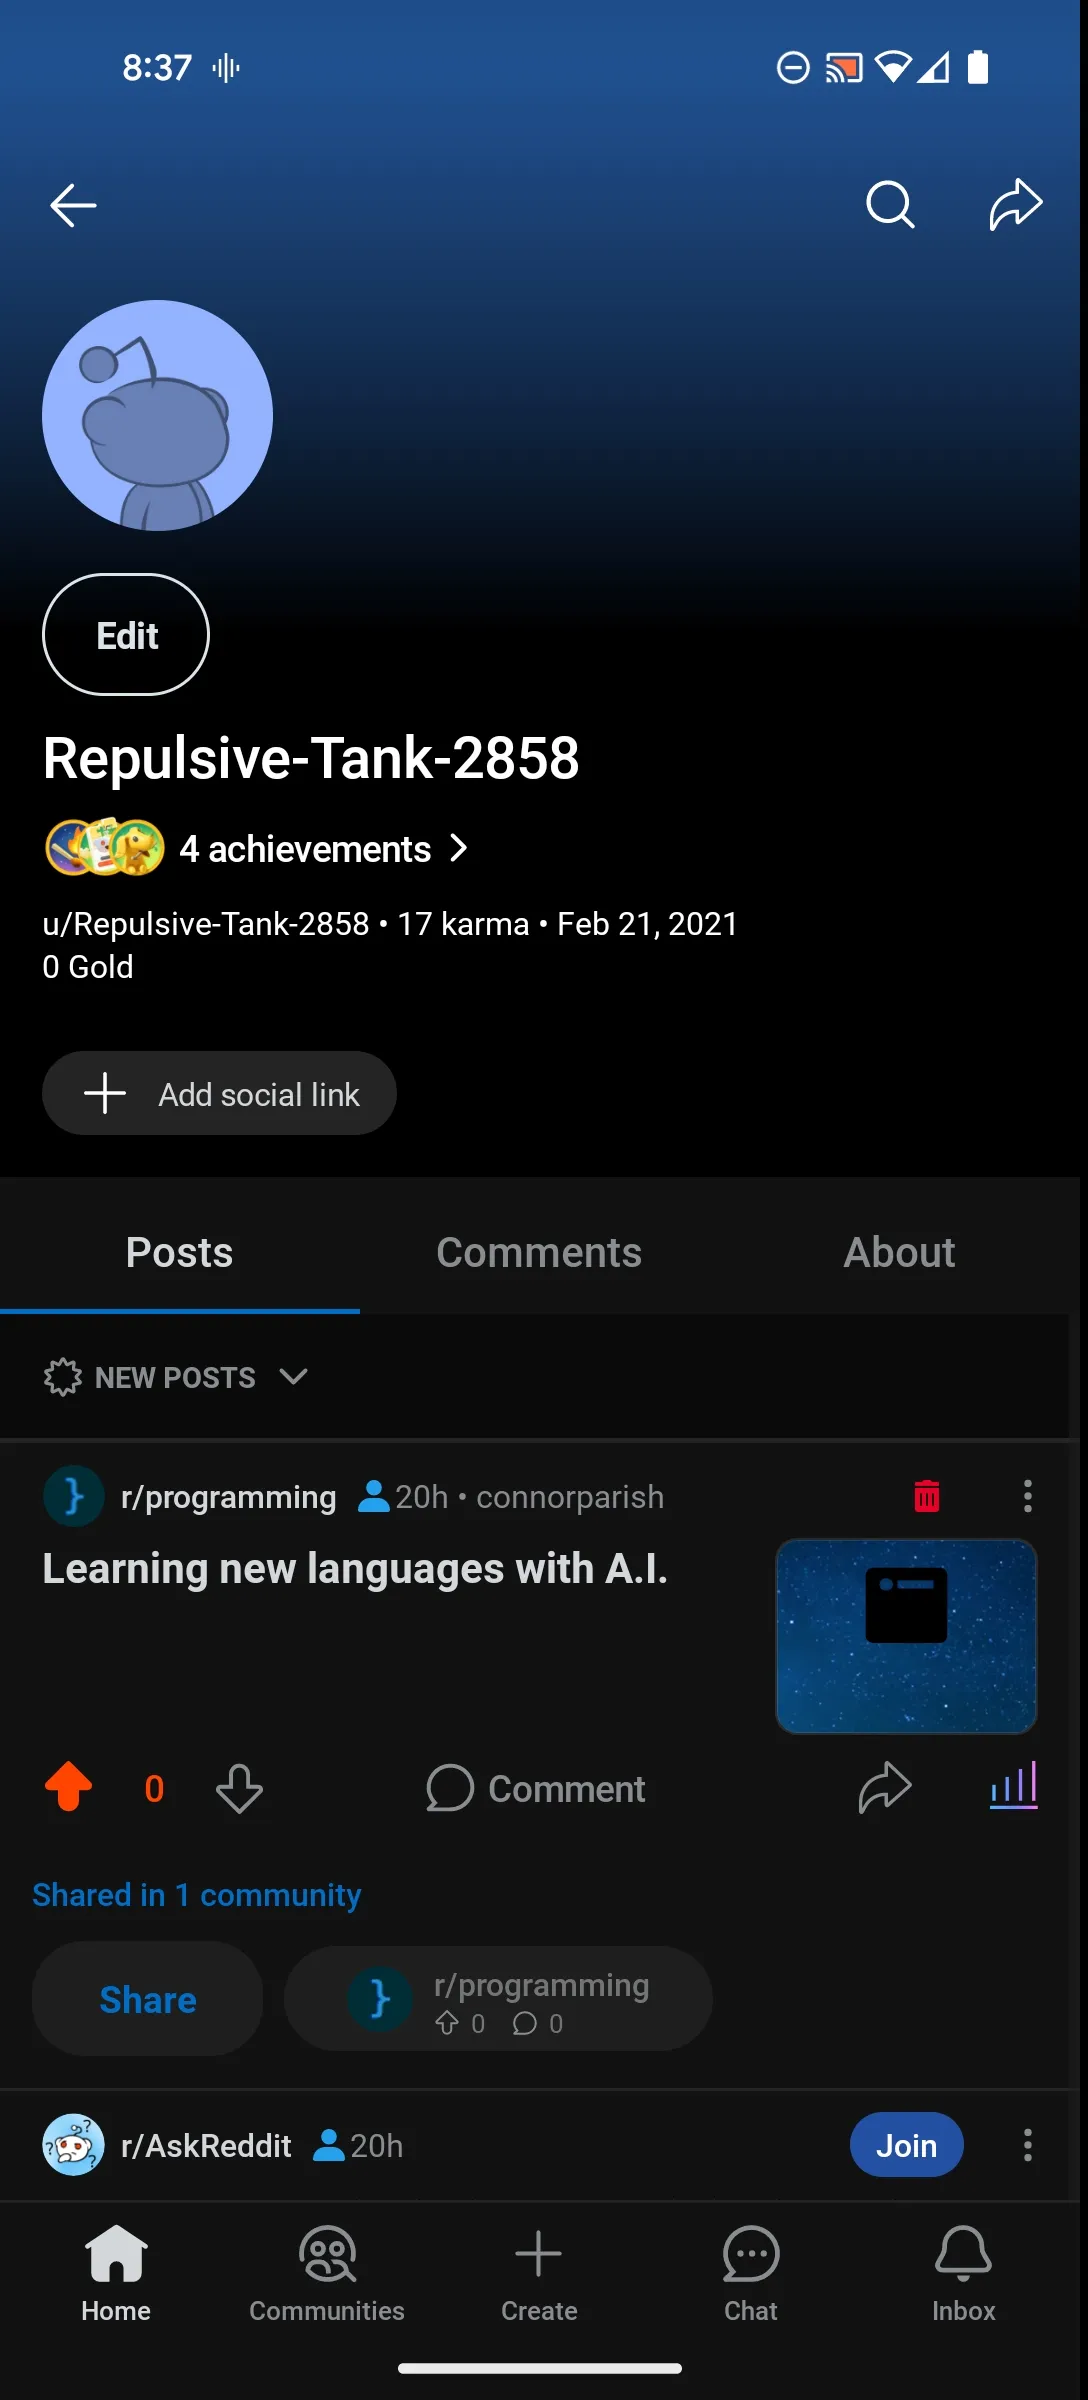 8:37
Edit
Repulsive-Tank-2858
4 achievements
u/Repulsive-Tank-2858 • 17 karma • Feb 21, 2021
0 Gold
Add social link
Posts Comments About
NEW POSTS
r/programming 20h • connorparish
Learning new languages with A.I.
0 Comment
Shared in 1 community
Share
r/programming
0 0
r/AskReddit 20h
Join
Home Communities Create Chat Inbox